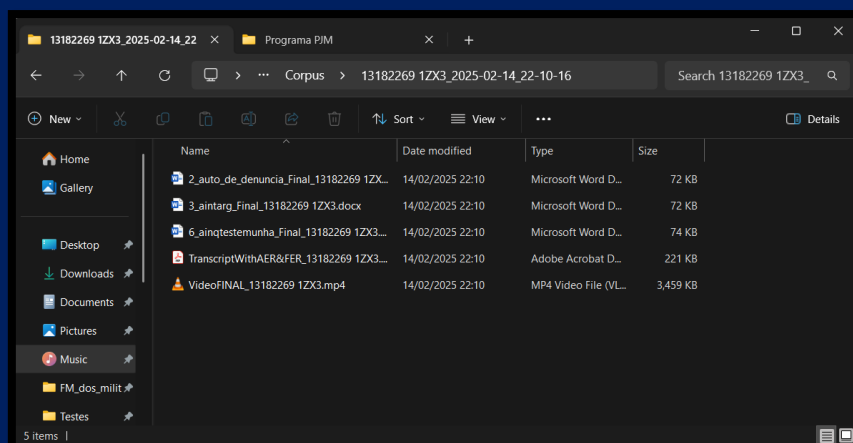 13182269 1ZX3_2025-02-14_22
Programa PJM
... Corpus > 13182269 1ZX3_2025-02-14_22-10-16
Search 13182269 1ZX3_
New
Sort
View
Details
Name Date modified Type Size
Home
Gallery
Desktop
Downloads
Documents
Pictures
Music
FM_dos_milit
Testes
2_auto_de_denuncia_Final_13182269 1ZX... 14/02/2025 22:10 Microsoft Word D... 72 KB
3_aintarg_Final_13182269 1ZX3.docx 14/02/2025 22:10 Microsoft Word D... 72 KB
6_ainqtestemunha_Final_13182269 1ZX3.... 14/02/2025 22:10 Microsoft Word D... 74 KB
TranscriptWithAER&FER_13182269 1ZX3.... 14/02/2025 22:10 Adobe Acrobat D... 221 KB
VideoFINAL_13182269 1ZX3.mp4 14/02/2025 22:10 MP4 Video File (VL... 3,459 KB
5 items